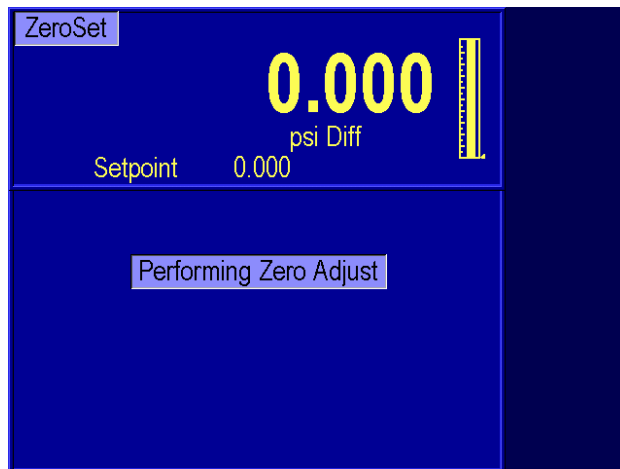 ZeroSet
0.000
psi Diff
Setpoint 0.000
Performing Zero Adjust